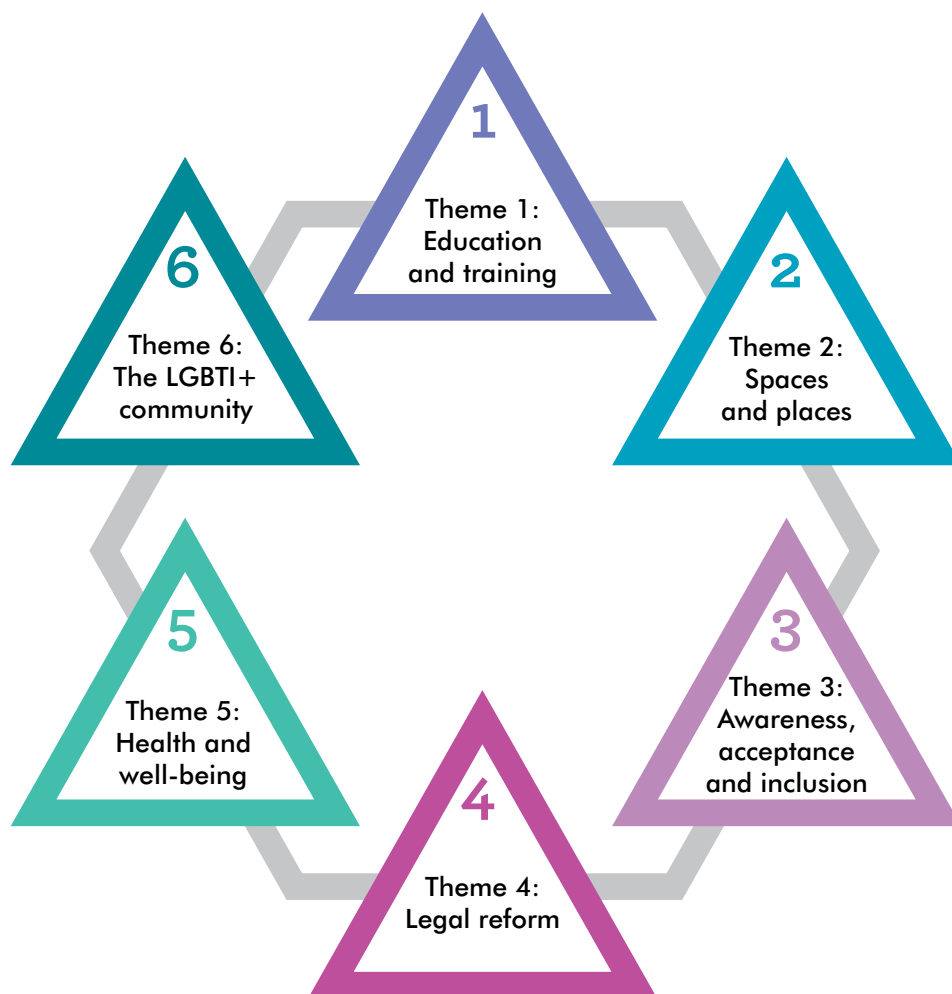 1
Theme 1:
Education
and training
2
Theme 2:
Spaces
and places
3
Theme 3:
Awareness,
acceptance
and inclusion
4
Theme 4:
Legal reform
5
Theme 5:
Health and
well-being
6
Theme 6:
The LGBTI+
community